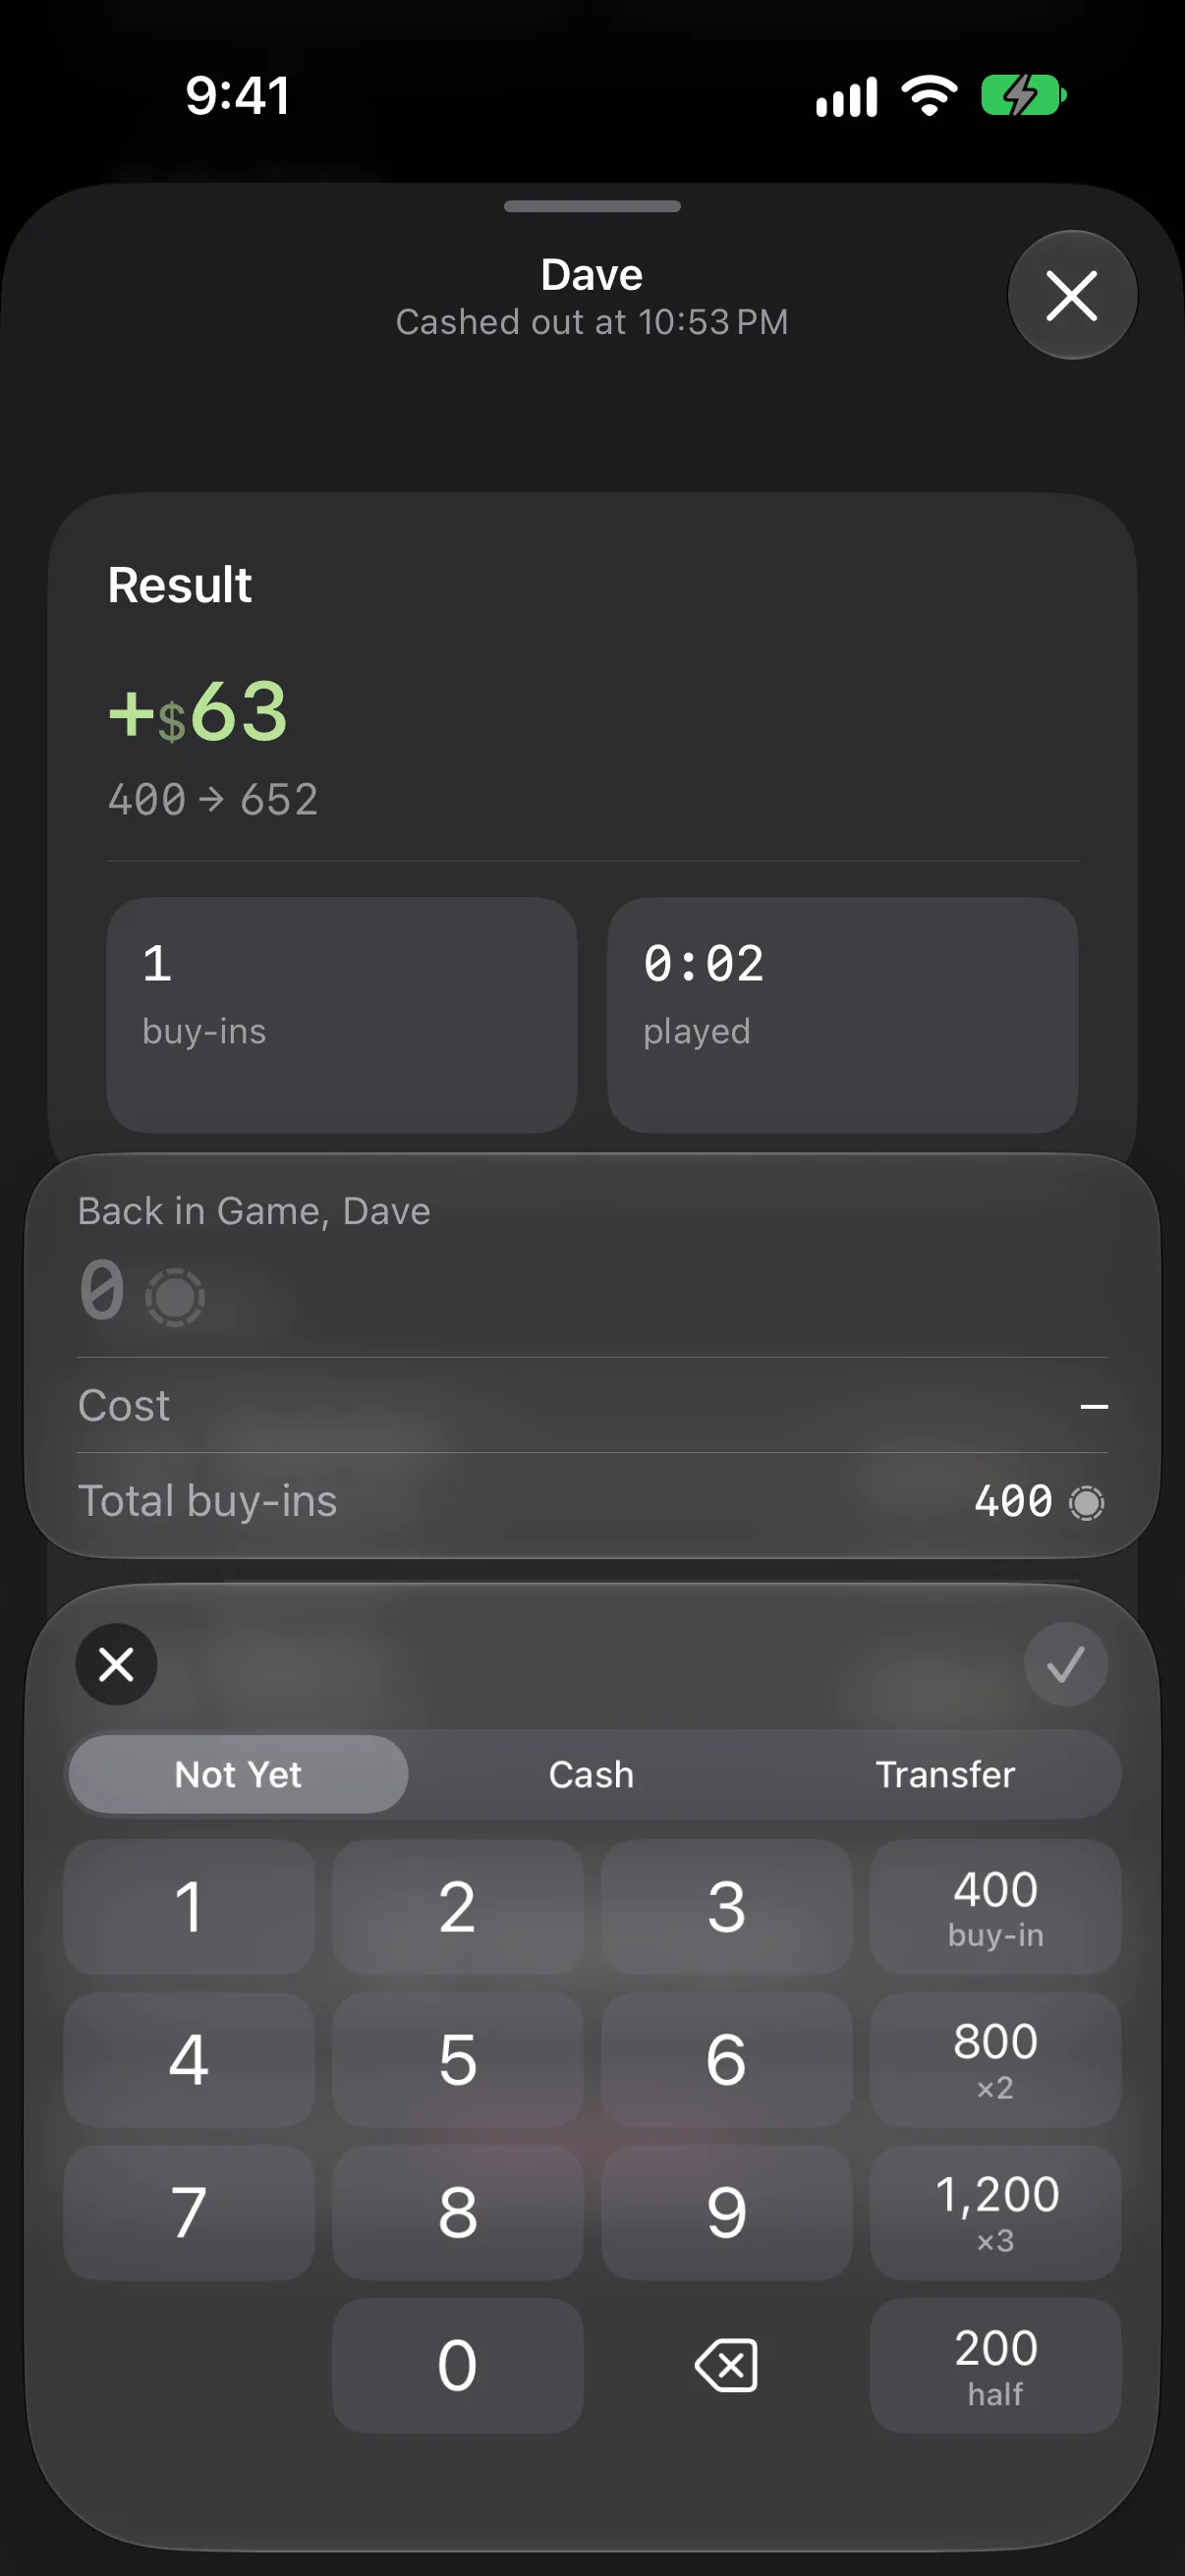 9:41
Dave
Cashed out at 10:53 PM
Result
+$63
400 → 652
1
buy-ins
0:02
played
Back in Game, Dave
0
Cost
–
Total buy-ins
400
Not Yet
Cash
Transfer
1
2
3
400
buy-in
4
5
6
800
×2
7
8
9
1,200
×3
0
200
half